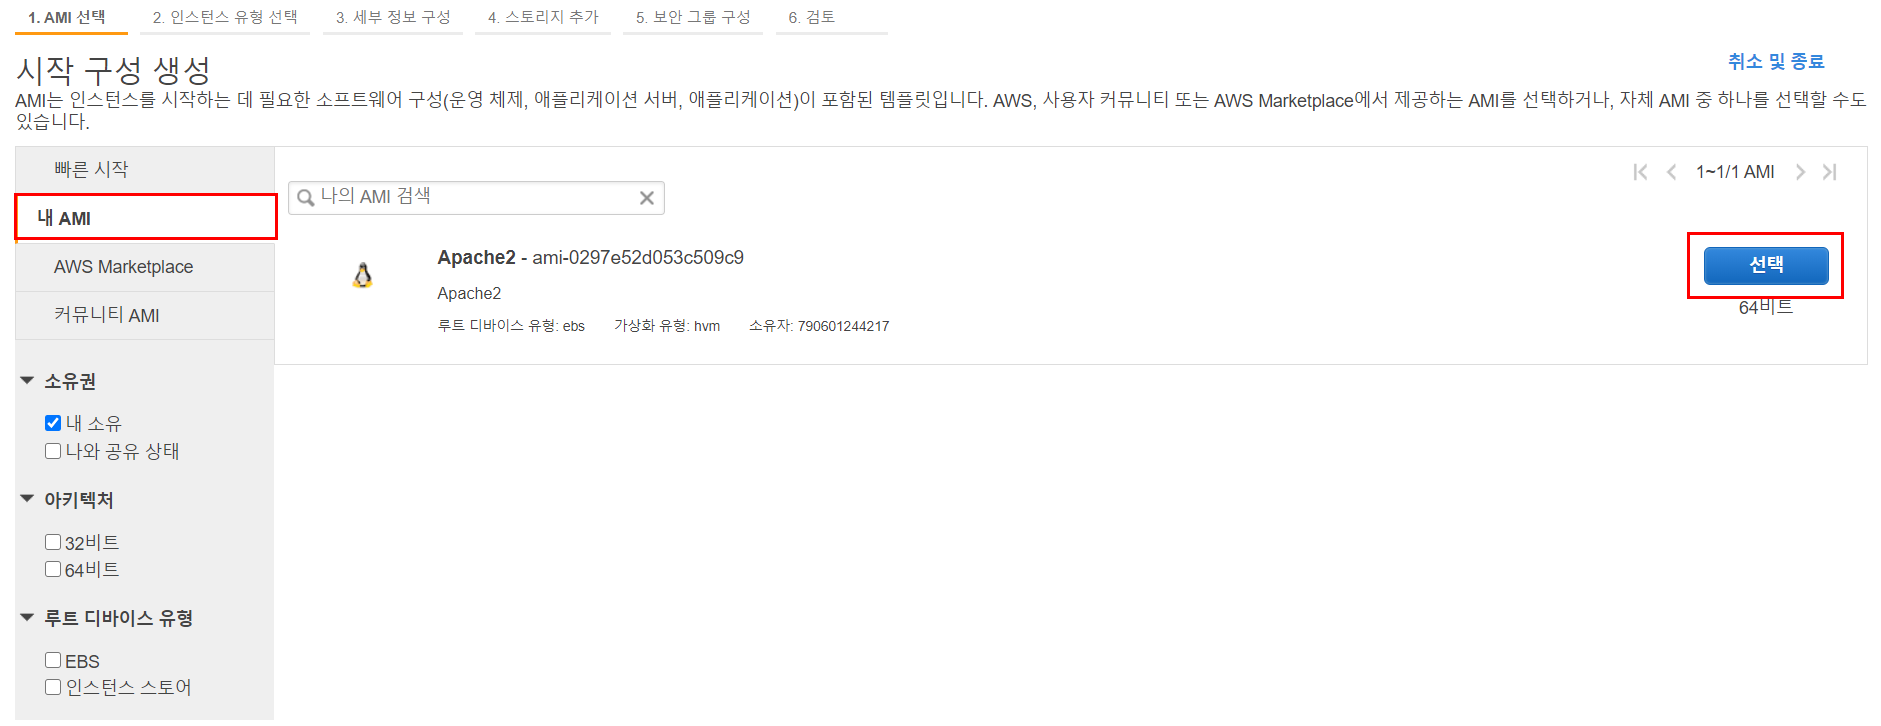 1. AMI 선택
2. 인스턴스 유형 선택
3. 세부 정보 구성
4. 스토리지 추가
5. 보안 그룹 구성
6. 검토
시작 구성 생성
취소 및 종료
AMI는 인스턴스를 시작하는 데 필요한 소프트웨어 구성(운영 체제, 애플리케이션 서버, 애플리케이션)이 포함된 템플릿입니다. AWS, 사용자 커뮤니티 또는 AWS Marketplace에서 제공하는 AMI를 선택하거나, 자체 AMI 중 하나를 선택할 수도
있습니다.
빠른 시작
내 AMI
AWS Marketplace
커뮤니티 AMI
소유권
내 소유
나와 공유 상태
아키텍처
32비트
64비트
루트 디바이스 유형
EBS
인스턴스 스토어
1~1/1 AMI
나의 AMI 검색
Apache2 - ami-0297e52d053c509c9
Apache2
루트 디바이스 유형: ebs 가상화 유형: hvm 소유자: 790601244217
선택
64비트